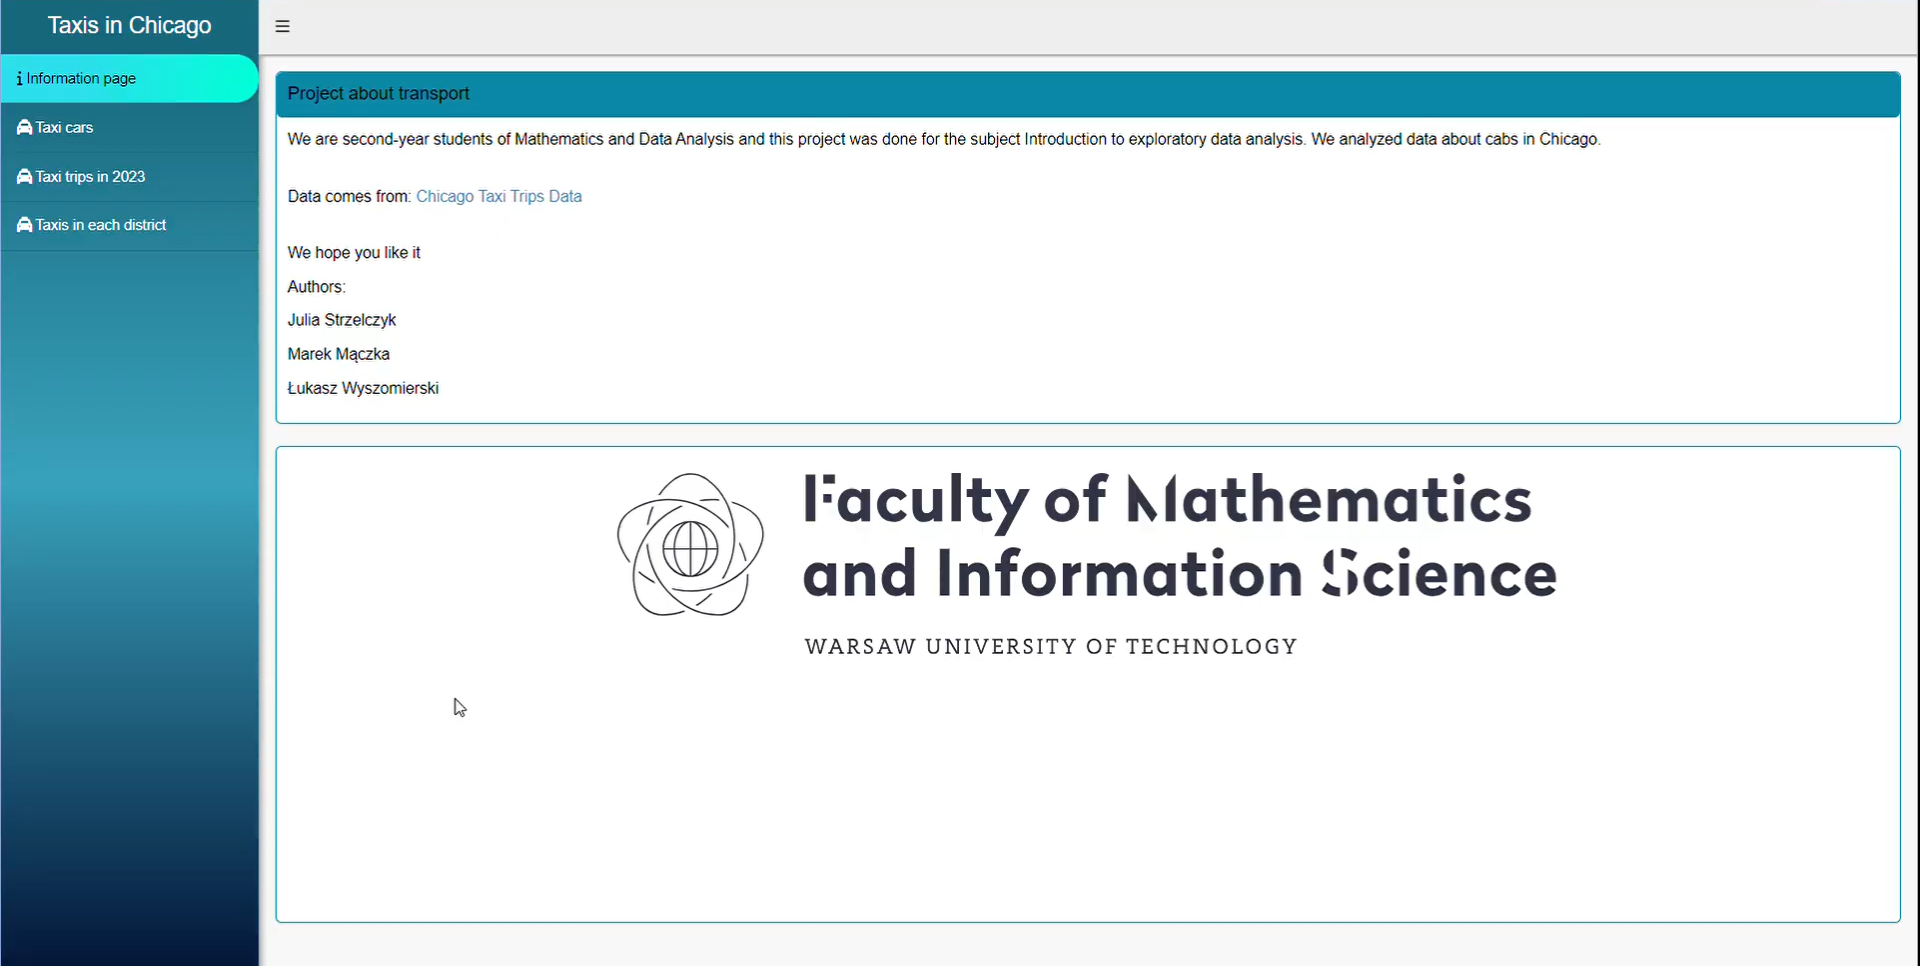 Taxis in Chicago
Information page
Taxi cars
Taxi trips in 2023
Taxis in each district
Project about transport
We are second-year students of Mathematics and Data Analysis and this project was done for the subject Introduction to exploratory data analysis. We analyzed data about cabs in Chicago.
Data comes from: Chicago Taxi Trips Data
We hope you like it
Authors:
Julia Strzelczyk
Marek Mączka
Łukasz Wyszomierski
Faculty of Mathematics
and Information Science
WARSAW UNIVERSITY OF TECHNOLOGY